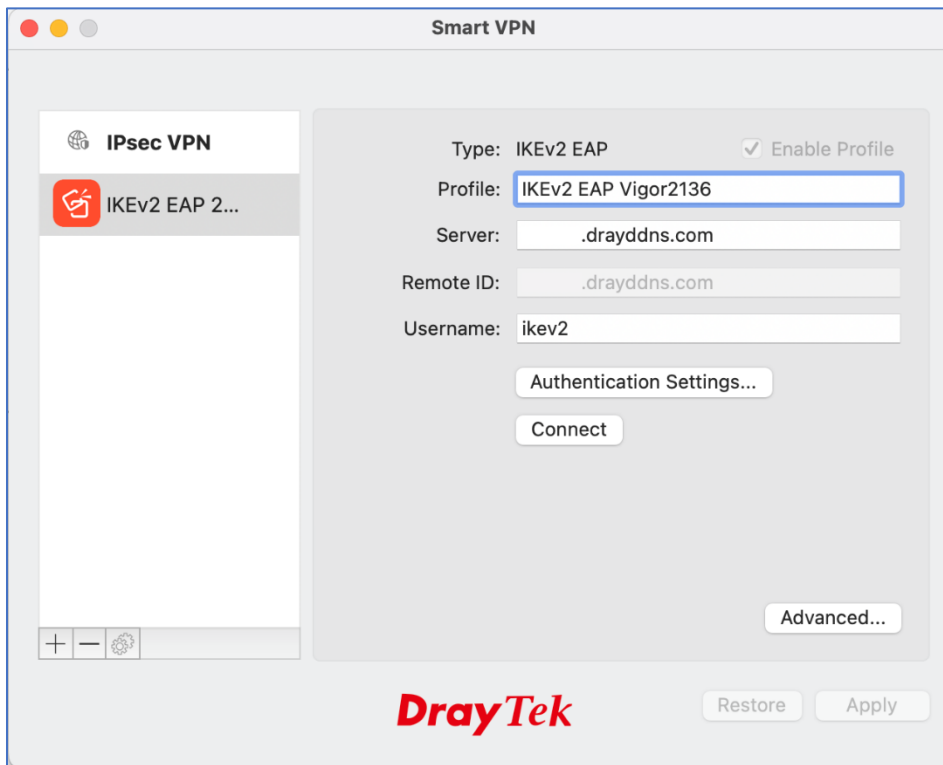 Smart VPN
IPsec VPN
IKEv2 EAP 2...
Type: IKEv2 EAP
Enable Profile
Profile: IKEv2 EAP Vigor2136
Server: .drayddns.com
Remote ID: .drayddns.com
Username: ikev2
Authentication Settings...
Connect
Advanced...
DrayTek
Restore
Apply